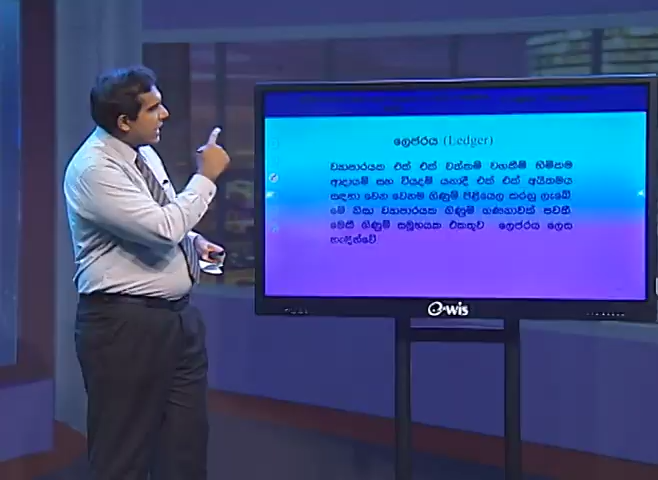 ලෙජරය (Ledger)
ව්‍යාපාරයක එක් එක් වත්කම් වගකීම් හිමිකම
ආදායම් සහ වියදම් යනාදී එක් එක් අයිතමය
සඳහා වෙන වෙනම ගිණුම් පිළියෙල කරනු ලැබේ
මේ නිසා ව්‍යාපාරයක ගිණුම් ගණනාවක් පවතී
මෙසේ ගිණුම් සමූහයක එකතුව ලෙජරය ලෙස
හැඳින්වේ
wis